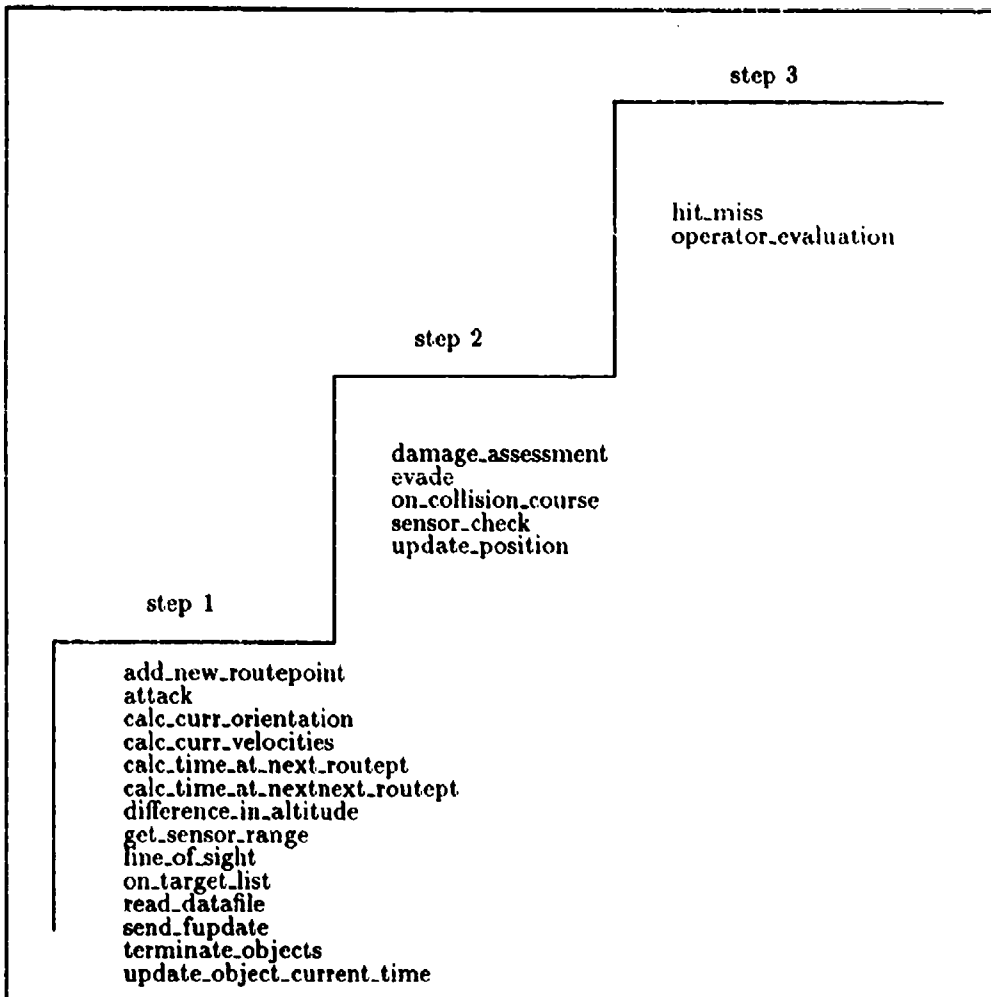 step 3
hit_miss
operator_evaluation
step 2
damage_assessment
evade
on_collision_course
sensor_check
update_position
step 1
add_new_routepoint
attack
calc_curr_orientation
calc_curr_velocities
calc_time_at_next_routept
calc_time_at_nextnext_routept
difference_in_altitude
get_sensor_range
line_of_sight
on_target_list
read_datafile
send_fupdate
terminate_objects
update_object_current_time